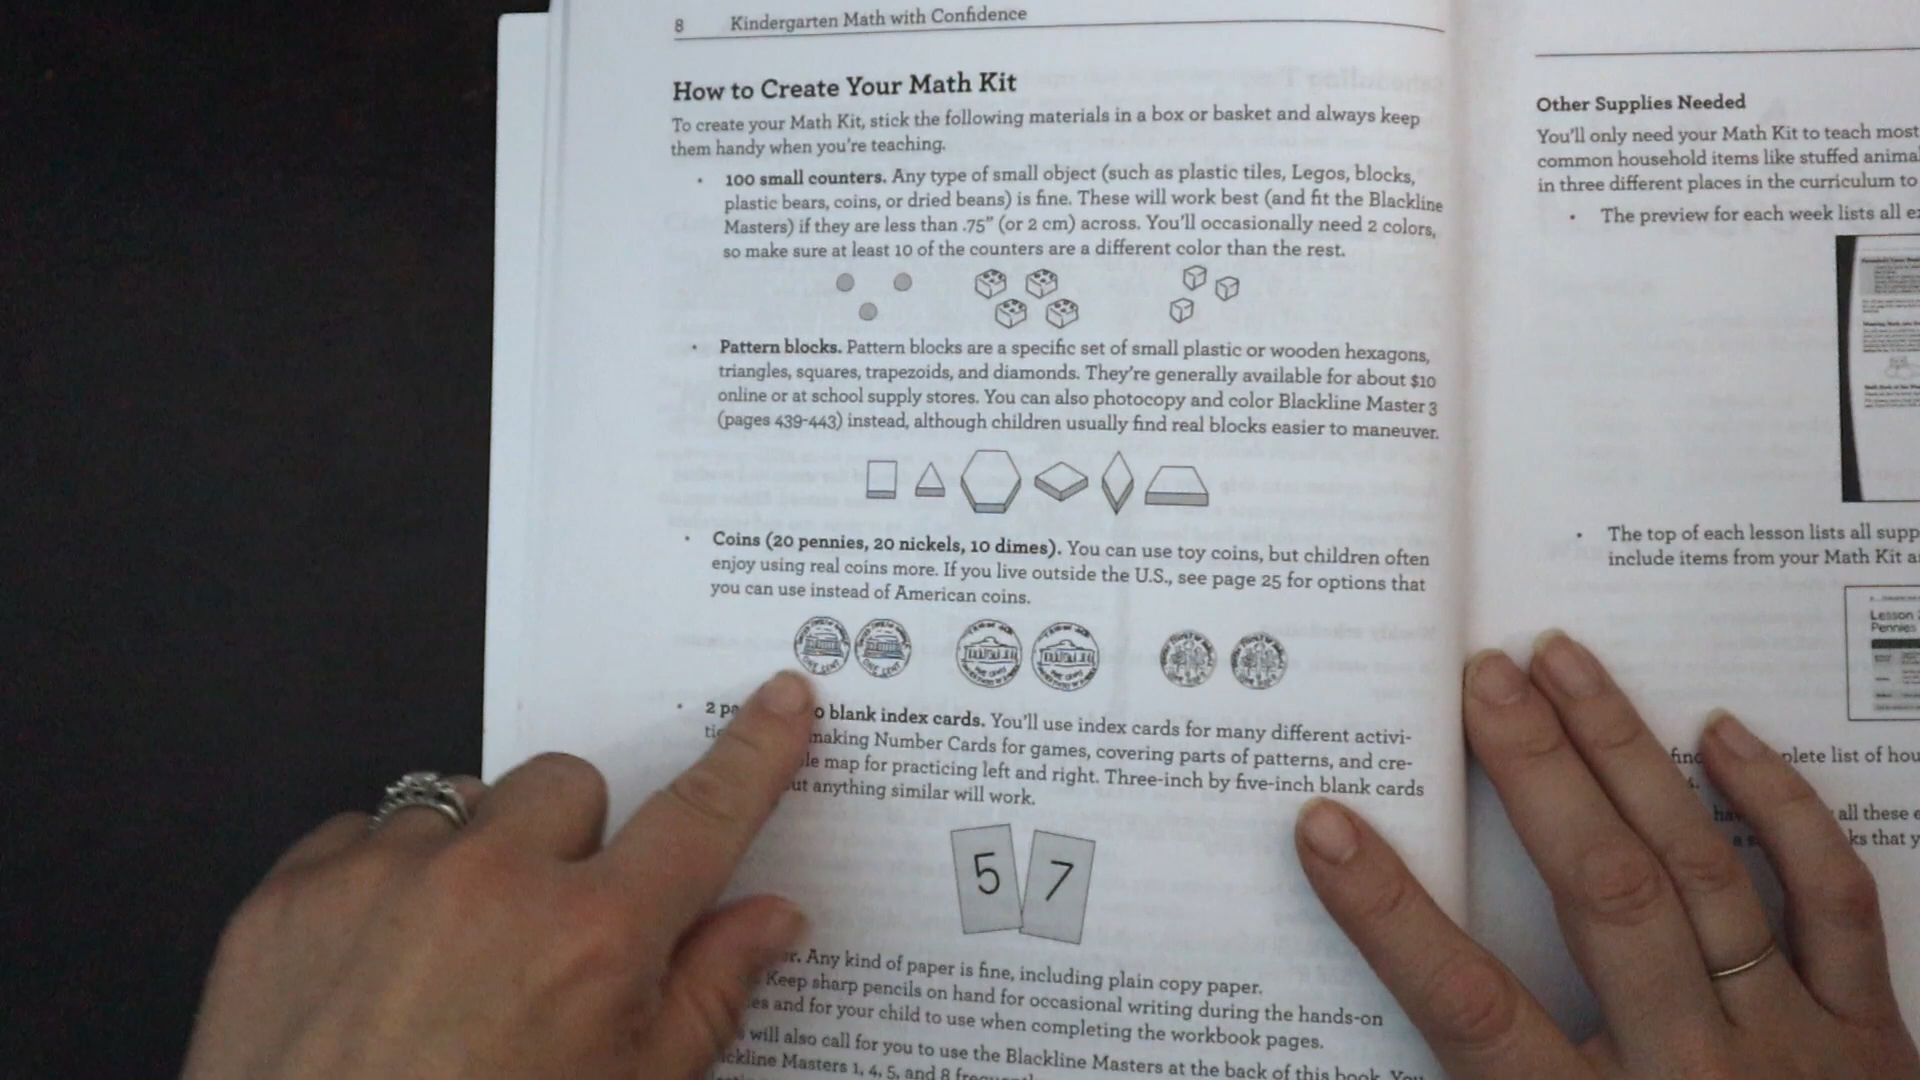 8 Kindergarten Math with Confidence
How to Create Your Math Kit
To create your Math Kit, stick the following materials in a box or basket and always keep
them handy when you're teaching.
• 100 small counters. Any type of small object (such as plastic tiles, Legos, blocks,
plastic bears, coins, or dried beans) is fine. These will work best (and fit the Blackline
Masters) if they are less than .75" (or 2 cm) across. You'll occasionally need 2 colors,
so make sure at least 10 of the counters are a different color than the rest.
• Pattern blocks. Pattern blocks are a specific set of small plastic or wooden hexagons,
triangles, squares, trapezoids, and diamonds. They're generally available for about $10
online or at school supply stores. You can also photocopy and color Blackline Master 3
(pages 439-443) instead, although children usually find real blocks easier to maneuver.
• Coins (20 pennies, 20 nickels, 10 dimes). You can use toy coins, but children often
enjoy using real coins more. If you live outside the U.S., see page 25 for options that
you can use instead of American coins.
ONE CENT ONE CENT
• 2 blank index cards. You'll use index cards for many different activi-
making Number Cards for games, covering parts of patterns, and cre-
map for practicing left and right. Three-inch by five-inch blank cards
anything similar will work.
5 7
Any kind of paper is fine, including plain copy paper.
Keep sharp pencils on hand for occasional writing during the hands-on
and for your child to use when completing the workbook pages.
will also call for you to use the Blackline Masters at the back of this book. You
Masters 1, 4, 5, and 8
Other Supplies Needed
You'll only need your Math Kit to teach most
common household items like stuffed
in three different places in the curriculum to
• The preview for each week lists all
• The top of each lesson lists all
include items from your Math Kit
Lesson
Pennies
list of
all these
that